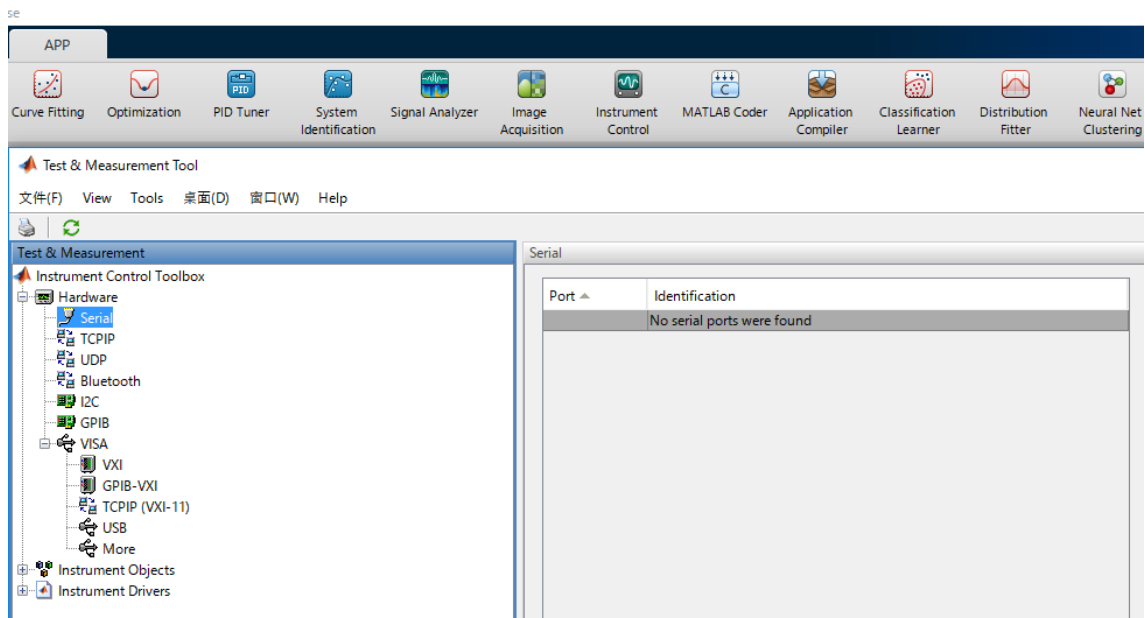 se
APP
Curve Fitting Optimization PID Tuner System Identification Signal Analyzer Image Acquisition Instrument Control MATLAB Coder Application Compiler Classification Learner Distribution Fitter Neural Net Clustering
Test & Measurement Tool
文件(F) View Tools 桌面(D) 窗口(W) Help
Test & Measurement
Instrument Control Toolbox
Hardware
Serial
TCPIP
UDP
Bluetooth
I2C
GPIB
VISA
VXI
GPIB-VXI
TCPIP (VXI-11)
USB
More
Instrument Objects
Instrument Drivers
Serial
Port Identification
No serial ports were found